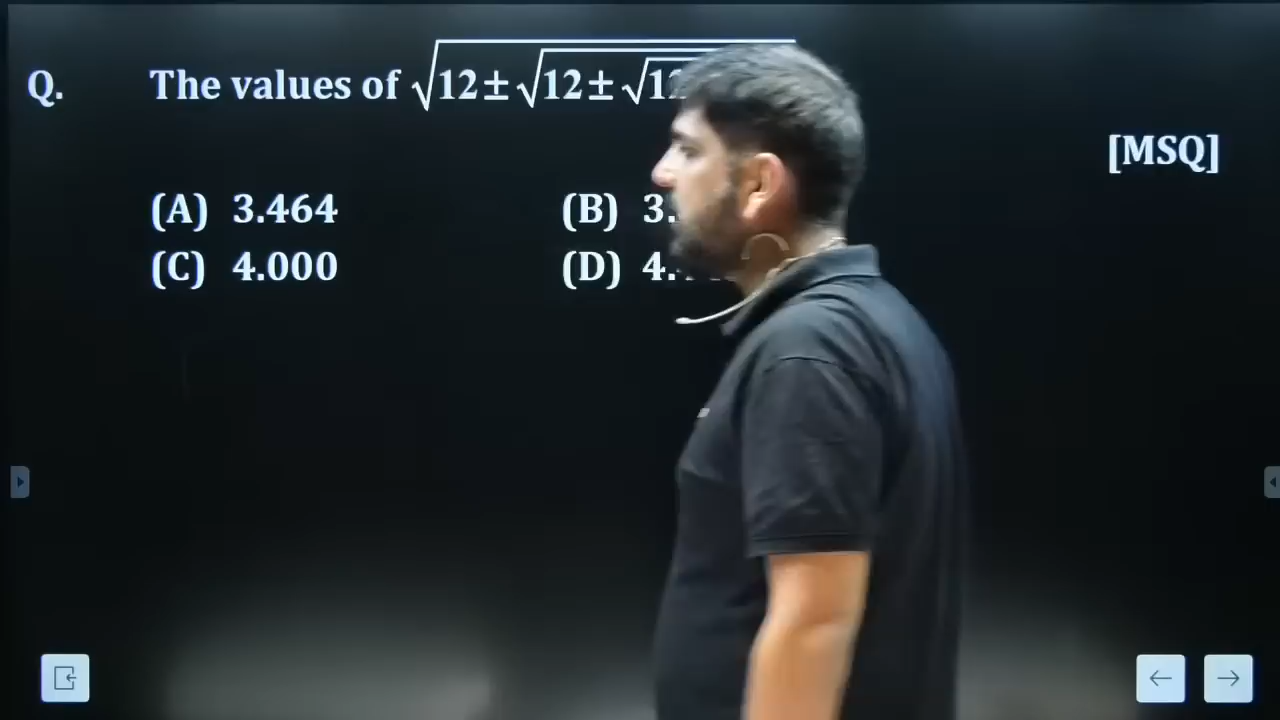 Q. The values of √12± √12± √12
[MSQ]
(A) 3.464 (B) 3.
(C) 4.000 (D) 4.